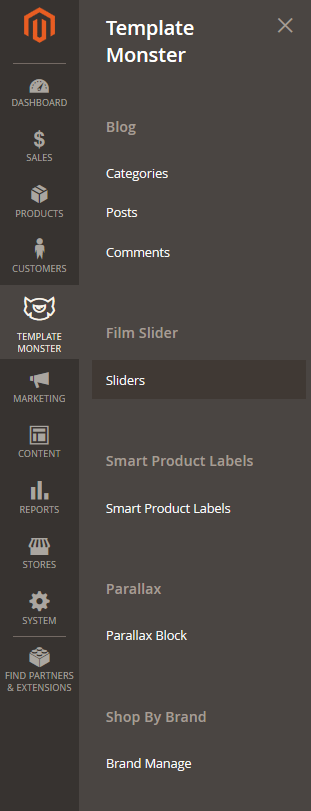 DASHBOARD
SALES
PRODUCTS
CUSTOMERS
TEMPLATE
MONSTER
MARKETING
CONTENT
REPORTS
STORES
SYSTEM
FIND PARTNERS
& EXTENSIONS
Template
Monster
Blog
Categories
Posts
Comments
Film Slider
Sliders
Smart Product Labels
Smart Product Labels
Parallax
Parallax Block
Shop By Brand
Brand Manage